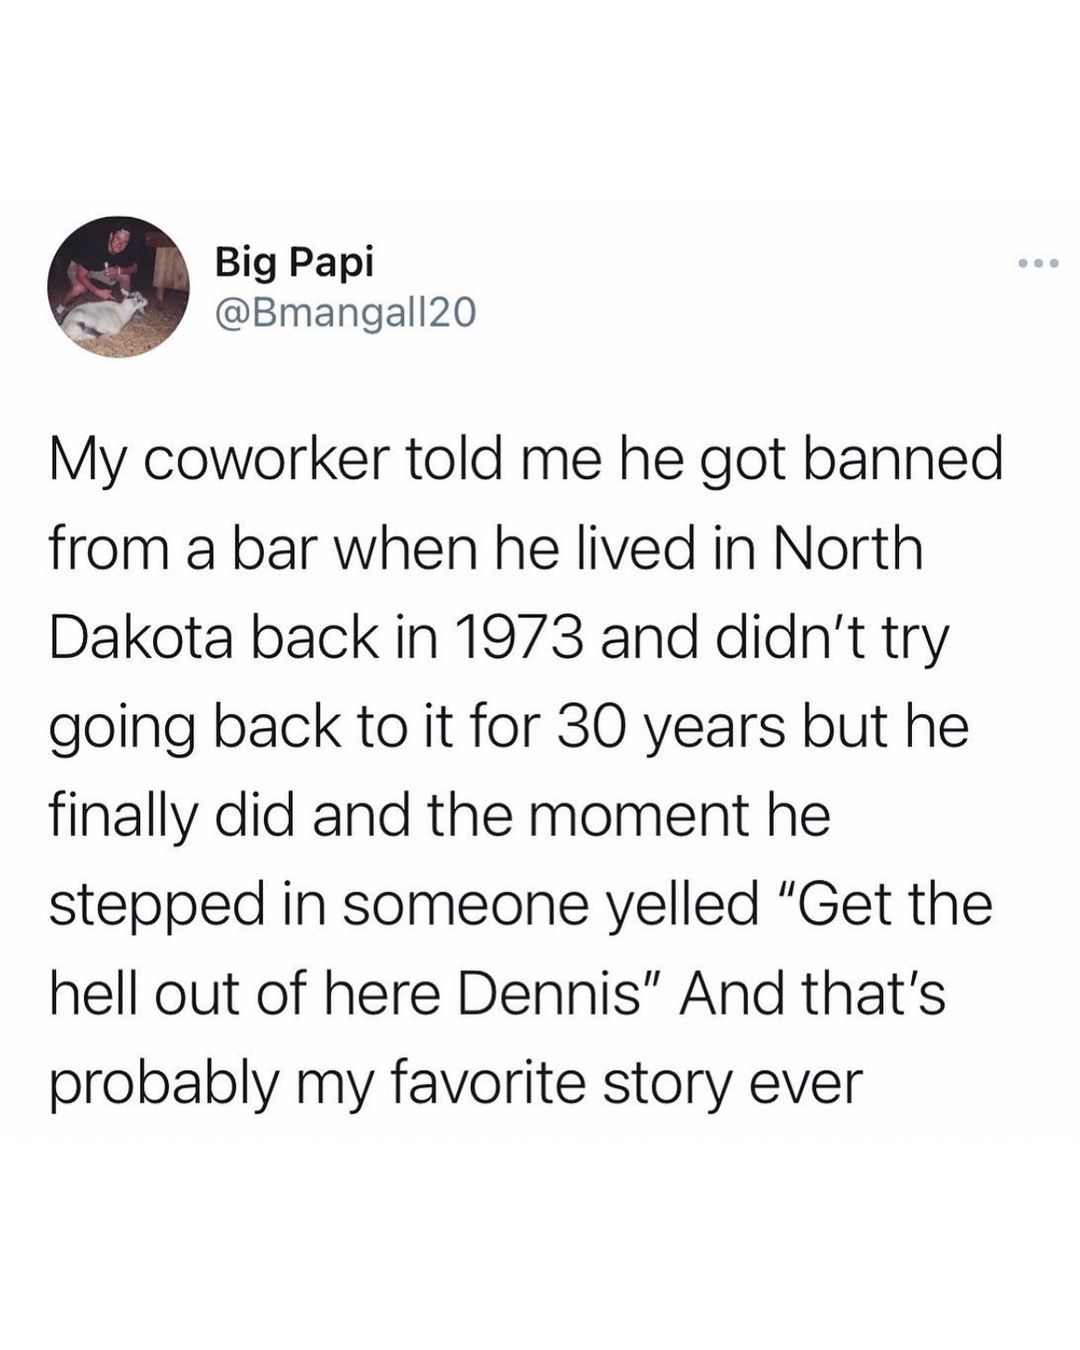 Big Papi
@Bmangall20
My coworker told me he got banned
from a bar when he lived in North
Dakota back in 1973 and didn’t try
going back to it for 30 years but he
finally did and the moment he
stepped in someone yelled “Get the
hell out of here Dennis” And that’s
probably my favorite story ever